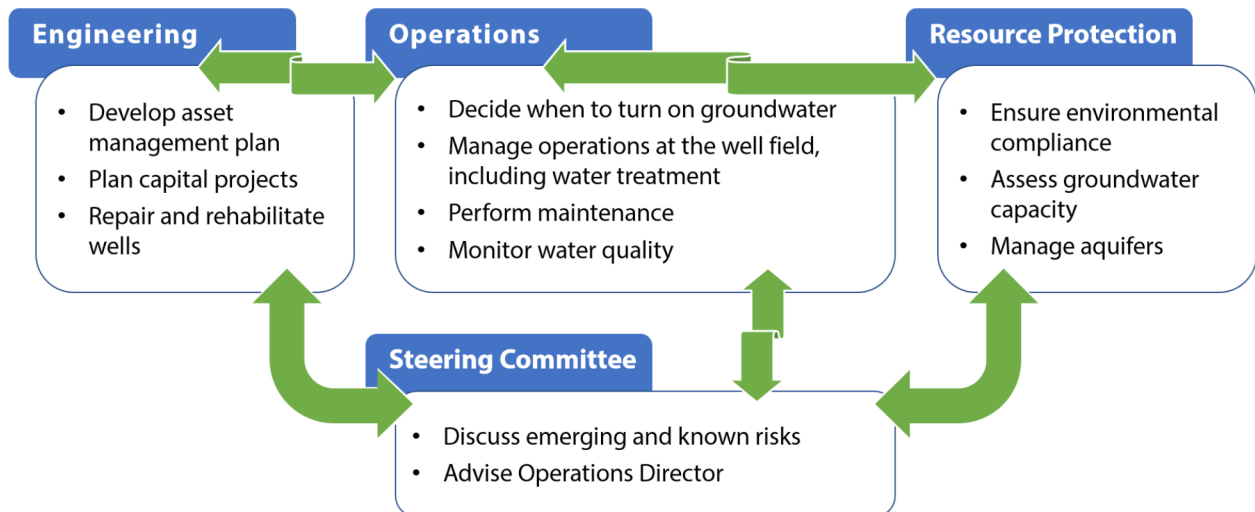 Engineering
• Develop asset
management plan
• Plan capital projects
• Repair and rehabilitate
wells
Operations
• Decide when to turn on groundwater
• Manage operations at the well field,
including water treatment
• Perform maintenance
• Monitor water quality
Resource Protection
• Ensure environmental
compliance
• Assess groundwater
capacity
• Manage aquifers
Steering Committee
• Discuss emerging and known risks
• Advise Operations Director